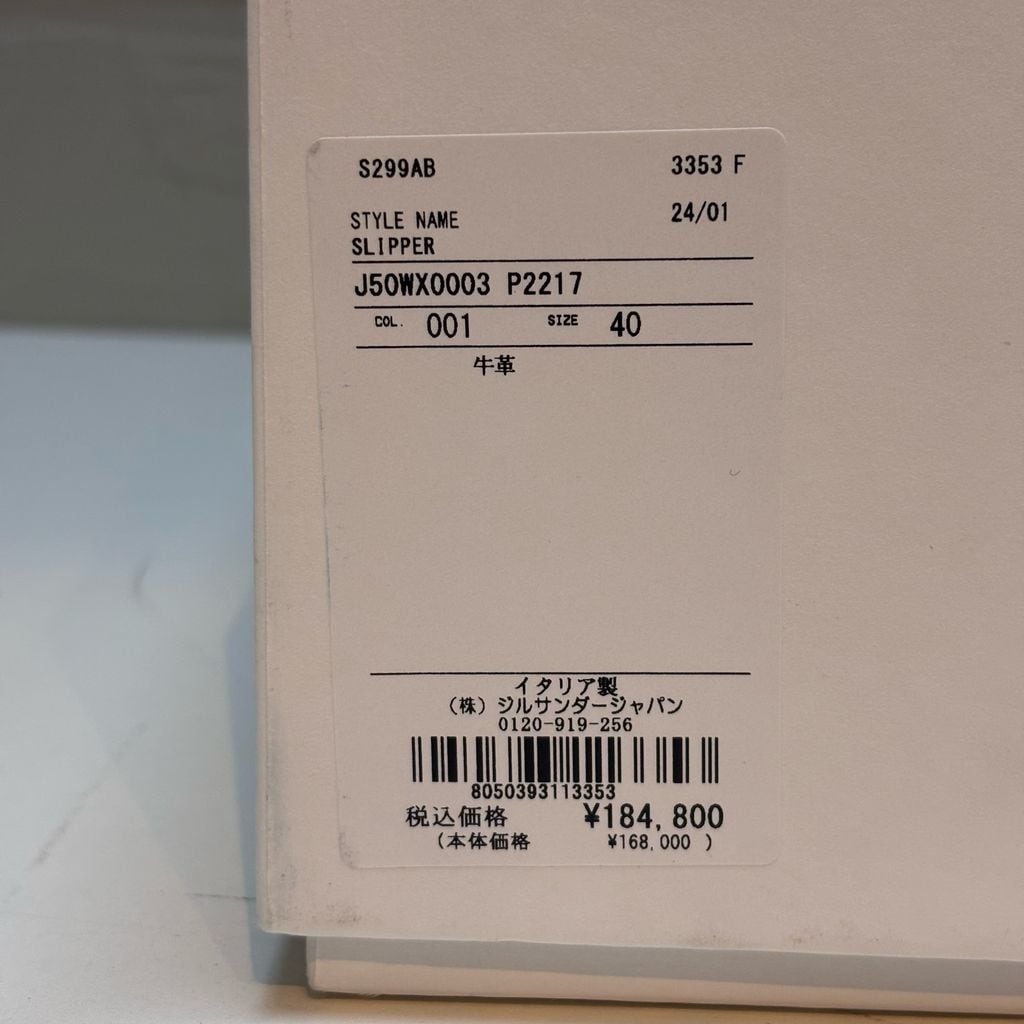 S299AB 3353 F
STYLE NAME 24/01
SLIPPER
J50WX0003 P2217
COL. 001 SIZE 40
牛革
イタリア製
(株) ジルサンダージャパン
0120-919-256
8050393113353
税込価格 ¥184,800
(本体価格 ¥168,000 )